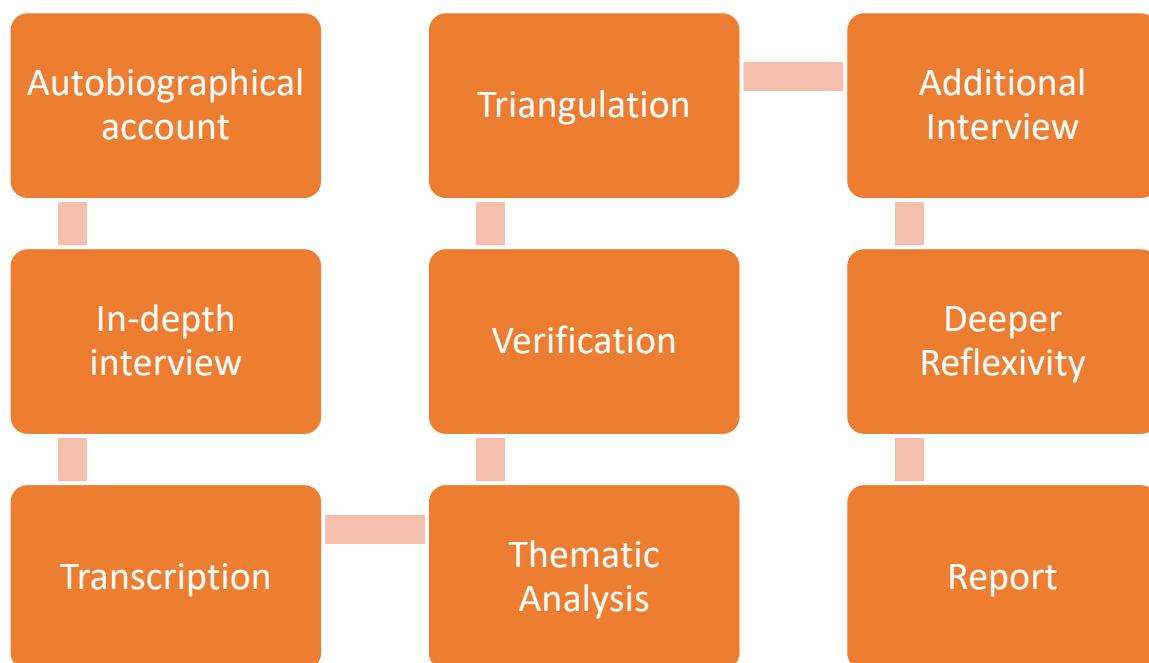 Autobiographical
account
In-depth
interview
Transcription
Thematic
Analysis
Verification
Triangulation
Additional
Interview
Deeper
Reflexivity
Report